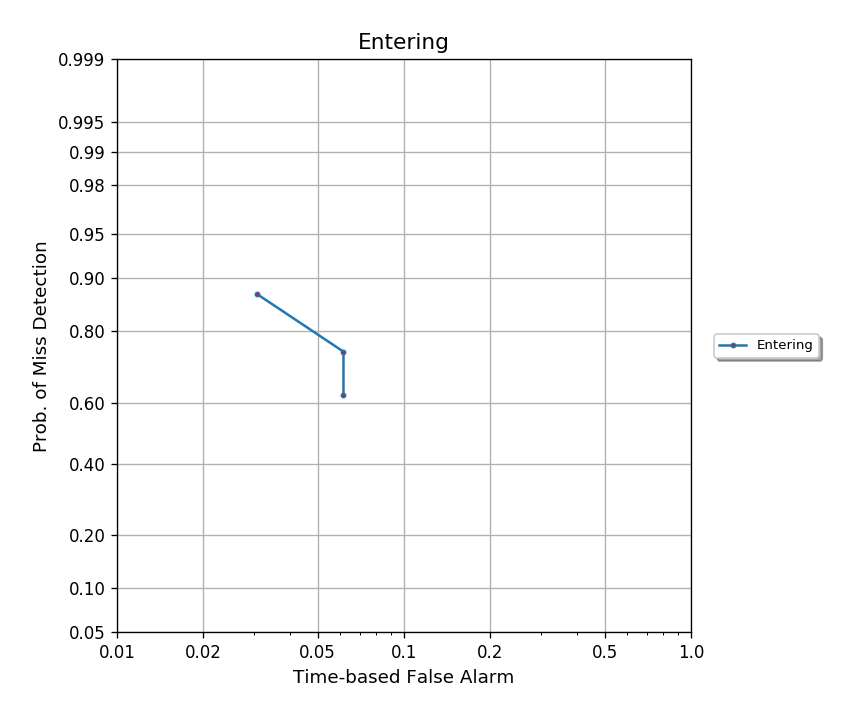 Entering
0.999
0.995
0.99
0.98
0.95
0.90
0.80
0.60
0.40
0.20
0.10
0.05
Prob. of Miss Detection
0.01 0.02 0.05 0.1 0.2 0.5 1.0
Time-based False Alarm
Entering